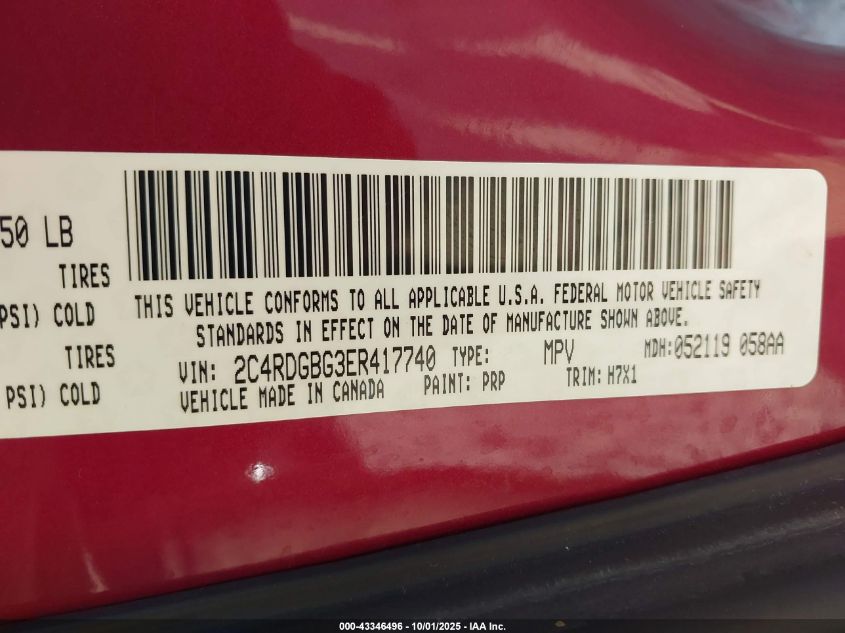 50 LB
TIRES
PSI) COLD
TIRES
PSI) COLD
THIS VEHICLE CONFORMS TO ALL APPLICABLE U.S.A. FEDERAL MOTOR VEHICLE SAFETY
STANDARDS IN EFFECT ON THE DATE OF MANUFACTURE SHOWN ABOVE.
VIN: 2C4RDGBG3ER417740 TYPE: MPV MDH:052119 058AA
VEHICLE MADE IN CANADA PAINT: PRP TRIM: H7X1
000-43346496 - 10/01/2025 - IAA Inc.